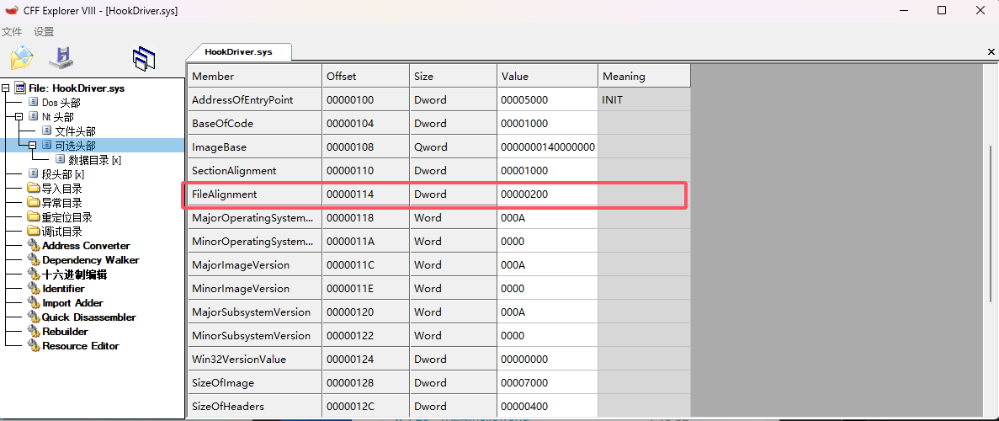 CFF Explorer VIII - [HookDriver.sys]
文件 设置
HookDriver.sys
File: HookDriver.sys
Dos 头部
Nt 头部
文件头部
可选头部
数据目录 [x]
段头部 [x]
导入目录
异常目录
重定位目录
调试目录
Address Converter
Dependency Walker
十六进制编辑
Identifier
Import Adder
Quick Disassembler
Rebuilder
Resource Editor
Member Offset Size Value Meaning
AddressOfEntryPoint 00000100 Dword 00005000 INIT
BaseOfCode 00000104 Dword 00001000
ImageBase 00000108 Qword 0000000140000000
SectionAlignment 00000110 Dword 00001000
FileAlignment 00000114 Dword 00000200
MajorOperatingSystem... 00000118 Word 000A
MinorOperatingSystem... 0000011A Word 0000
MajorImageVersion 0000011C Word 000A
MinorImageVersion 0000011E Word 0000
MajorSubsystemVersion 00000120 Word 000A
MinorSubsystemVersion 00000122 Word 0000
Win32VersionValue 00000124 Dword 00000000
SizeOfImage 00000128 Dword 00007000
SizeOfHeaders 0000012C Dword 00000400